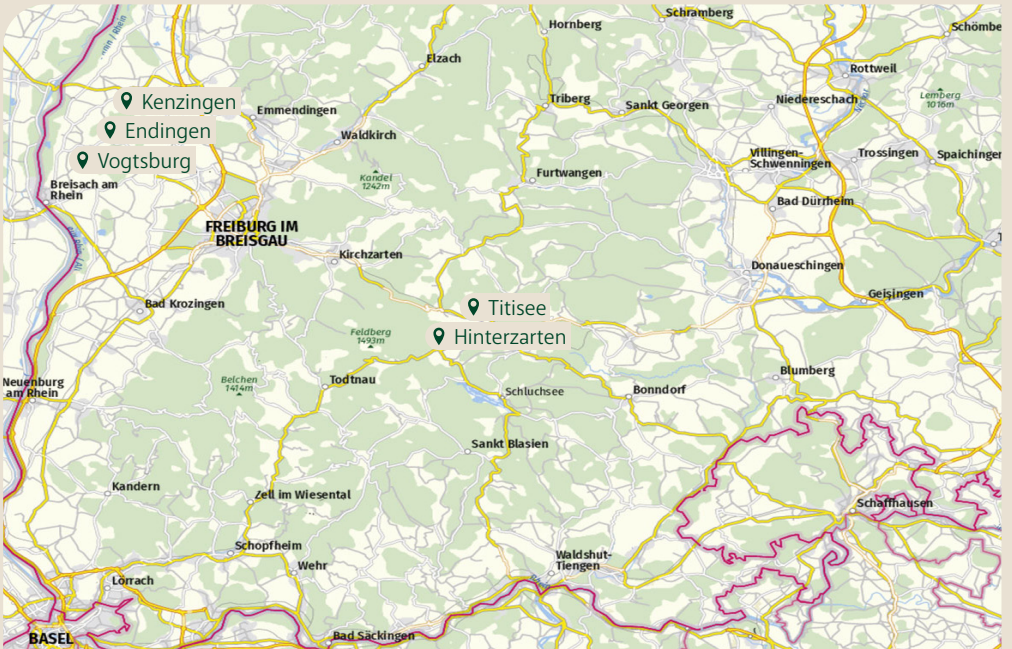 Schramberg
Hornberg
Schömbe
Elzach
Rottweil
Triberg
Sankt Georgen
Niedereschach
Lemberg
1016m
Kenzingen
Emmendingen
Endingen
Waldkirch
Vogtsburg
Villingen-
Schwenningen
Trossingen
Spaichingen
Kandel
1242m
Furtwangen
Breisach am
Rhein
Bad Dürrheim
FREIBURG IM
BREISGAU
Kirchzarten
Donaueschingen
Geisingen
Bad Krozingen
Titisee
Hinterzarten
Feldberg
1493m
Belchen
1414m
Todtnau
Neuenburg
am Rhein
Schluchsee
Bonndorf
Blumberg
Sankt Blasien
Kandern
Zell im Wiesental
Schaffhausen
Schopfheim
Wehr
Waldshut-
Tiengen
Lörrach
BASEL
Bad Säckingen